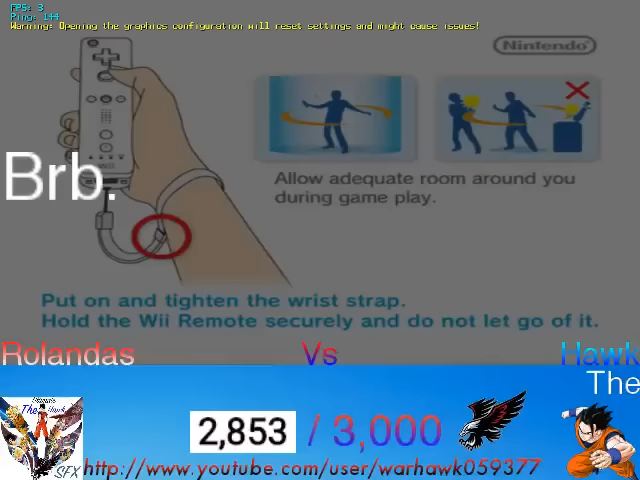 FPS: 3
Ping: 144
Warning: Opening the graphics configuration will reset settings and might cause issues!
Nintendo
Brb.
Allow adequate room around you
during game play.
Put on and tighten the wrist strap.
Hold the Wii Remote securely and do not let go of it.
Rolandas Vs Hawk
The
The Hawk
2,853 / 3,000
SFX
http://www.youtube.com/user/warhawk059377